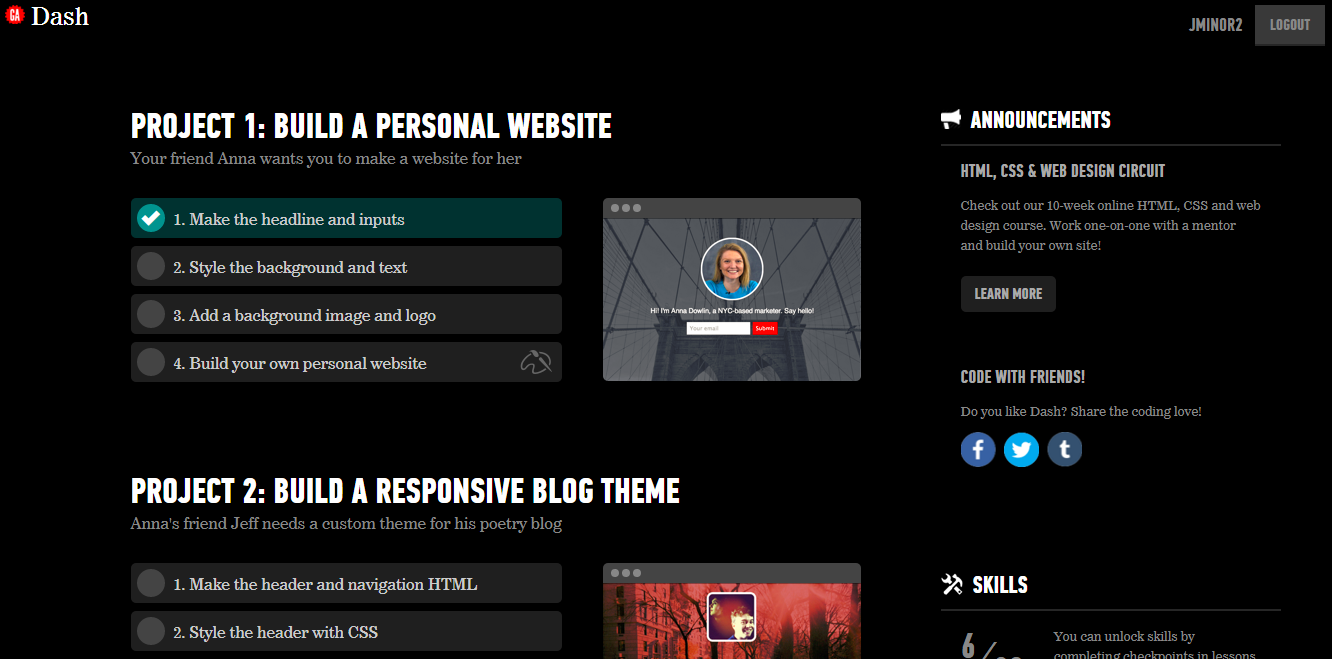 GA Dash
JMINOR2
LOGOUT
PROJECT 1: BUILD A PERSONAL WEBSITE
Your friend Anna wants you to make a website for her
1. Make the headline and inputs
2. Style the background and text
3. Add a background image and logo
4. Build your own personal website
Hi! I'm Anna Dowlin, a NYC-based marketer. Say hello!
Your email
Submit
PROJECT 2: BUILD A RESPONSIVE BLOG THEME
Anna's friend Jeff needs a custom theme for his poetry blog
1. Make the header and navigation HTML
2. Style the header with CSS
ANNOUNCEMENTS
HTML, CSS & WEB DESIGN CIRCUIT
Check out our 10-week online HTML, CSS and web
design course. Work one-on-one with a mentor
and build your own site!
LEARN MORE
CODE WITH FRIENDS!
Do you like Dash? Share the coding love!
f
t
SKILLS
6 /
You can unlock skills by
completing checkpoints in lessons